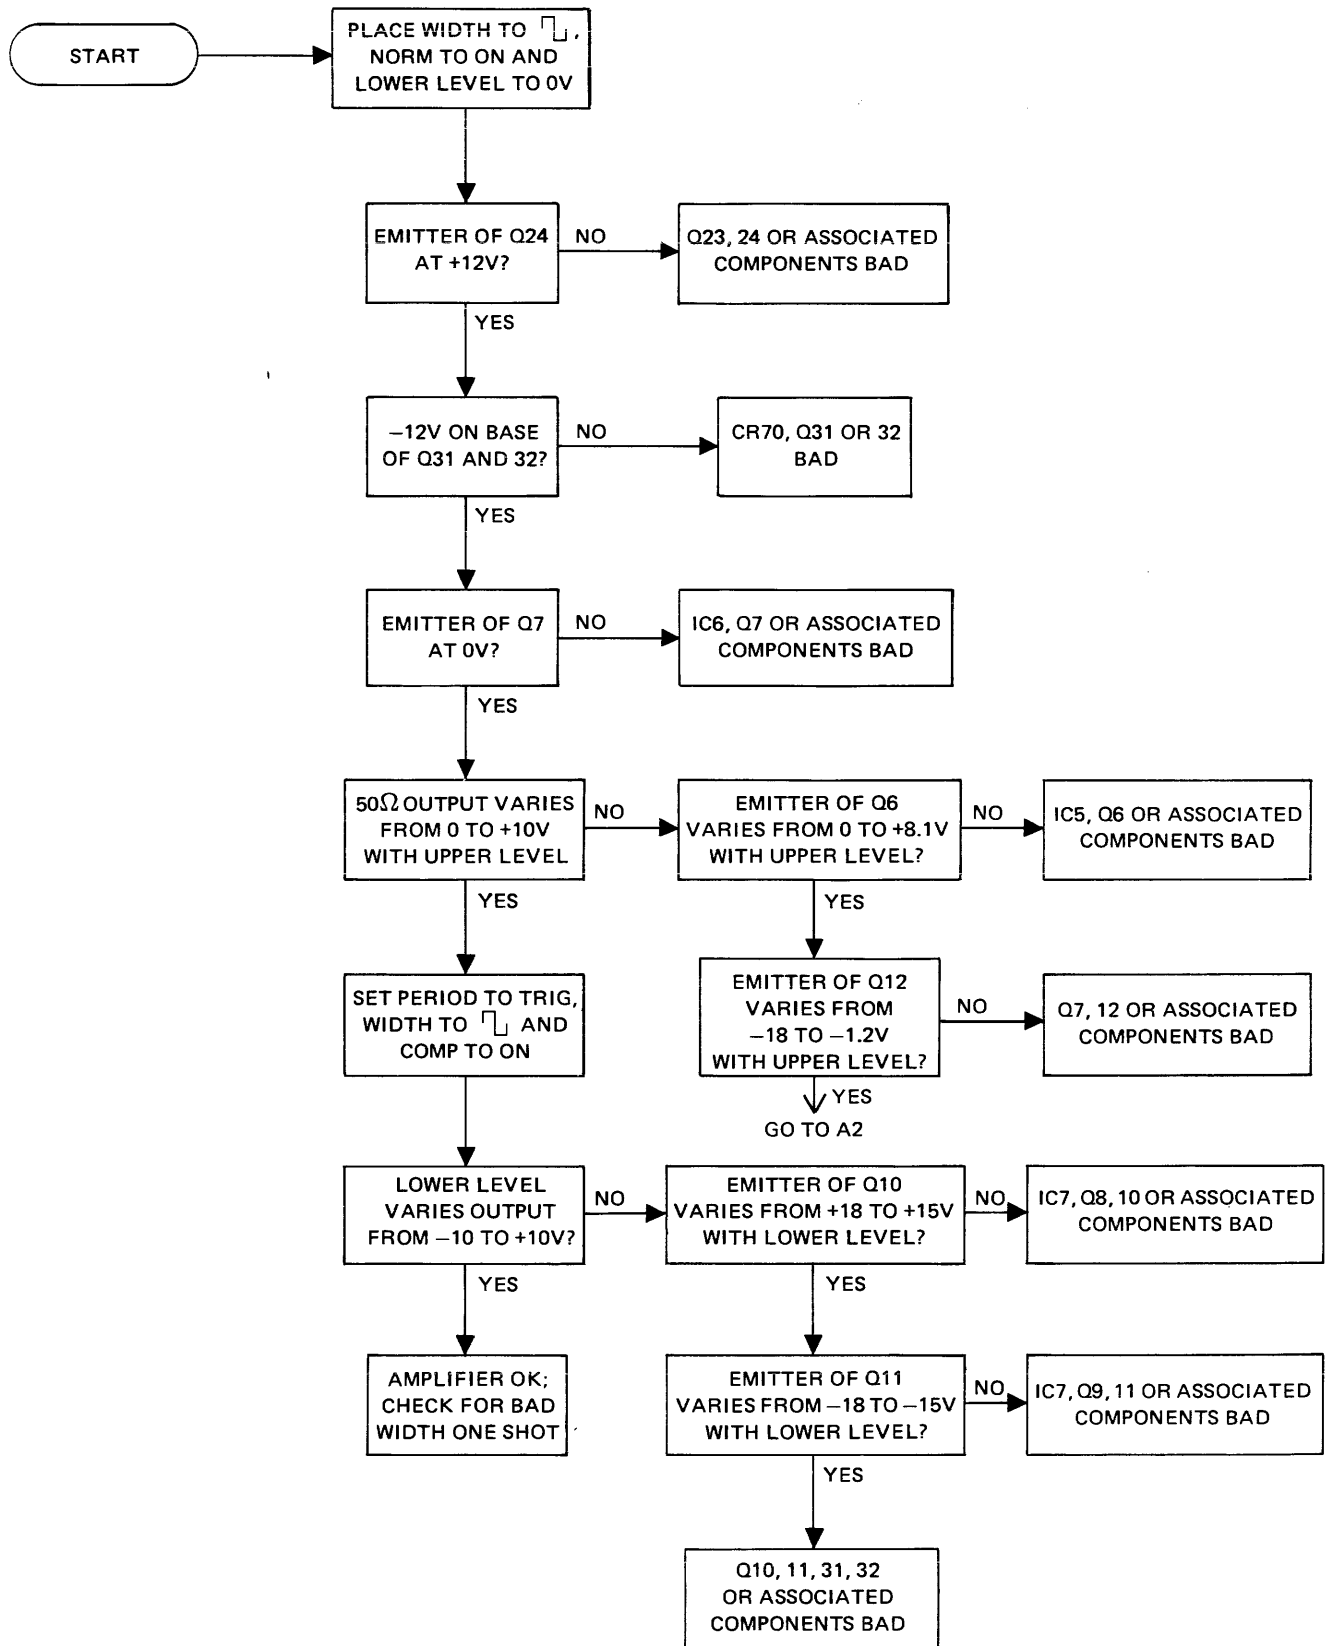 START
PLACE WIDTH TO ,
NORM TO ON AND
LOWER LEVEL TO 0V
EMITTER OF Q24
AT +12V?
NO
Q23, 24 OR ASSOCIATED
COMPONENTS BAD
YES
–12V ON BASE
OF Q31 AND 32?
NO
CR70, Q31 OR 32
BAD
YES
EMITTER OF Q7
AT 0V?
NO
IC6, Q7 OR ASSOCIATED
COMPONENTS BAD
YES
50Ω OUTPUT VARIES
FROM 0 TO +10V
WITH UPPER LEVEL
NO
EMITTER OF Q6
VARIES FROM 0 TO +8.1V
WITH UPPER LEVEL?
NO
IC5, Q6 OR ASSOCIATED
COMPONENTS BAD
YES
YES
SET PERIOD TO TRIG,
WIDTH TO AND
COMP TO ON
EMITTER OF Q12
VARIES FROM
–18 TO –1.2V
WITH UPPER LEVEL?
NO
Q7, 12 OR ASSOCIATED
COMPONENTS BAD
YES
GO TO A2
LOWER LEVEL
VARIES OUTPUT
FROM –10 TO +10V?
NO
EMITTER OF Q10
VARIES FROM +18 TO +15V
WITH LOWER LEVEL?
NO
IC7, Q8, 10 OR ASSOCIATED
COMPONENTS BAD
YES
YES
AMPLIFIER OK;
CHECK FOR BAD
WIDTH ONE SHOT
EMITTER OF Q11
VARIES FROM –18 TO –15V
WITH LOWER LEVEL?
NO
IC7, Q9, 11 OR ASSOCIATED
COMPONENTS BAD
YES
Q10, 11, 31, 32
OR ASSOCIATED
COMPONENTS BAD